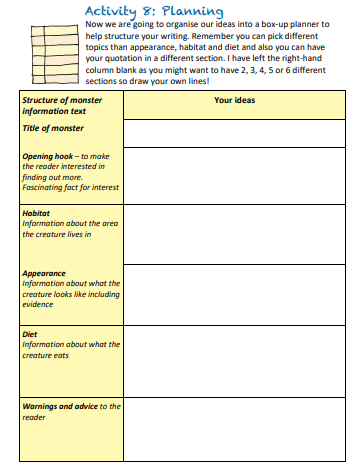 Activity 8: Planning
Now we are going to organise our ideas into a box-up planner to
help structure your writing. Remember you can pick different
topics than appearance, habitat and diet and also you can have
your quotation in a different section. I have left the right-hand
column blank as you might want to have 2, 3, 4, 5 or 6 different
sections so draw your own lines!
Structure of monster
information text
Your ideas
Title of monster
Opening hook – to make
the reader interested in
finding out more.
Fascinating fact for interest
Habitat
Information about the area
the creature lives in
Appearance
Information about what the
creature looks like including
evidence
Diet
Information about what the
creature eats
Warnings and advice to the
reader